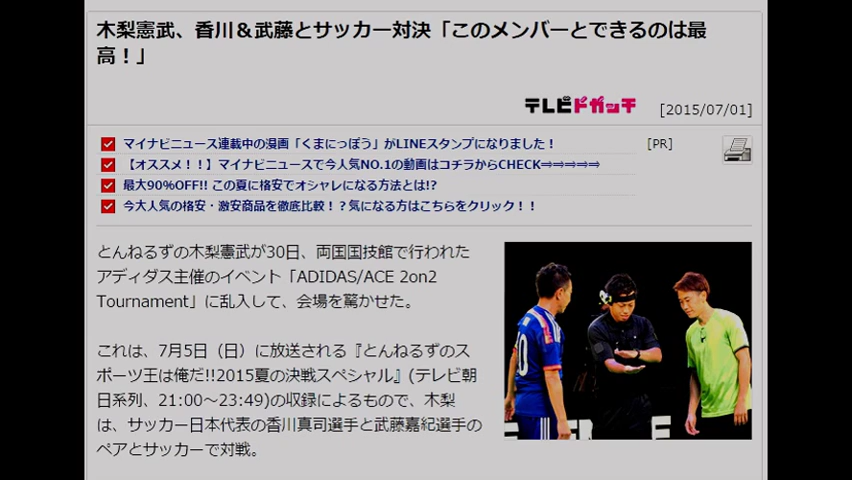 木梨憲武、香川＆武藤とサッカー対決「このメンバーとできるのは最
高！」
テレビドガッチ [2015/07/01]
マイナビニュース連載中の漫画「くまにっぽう」がLINEスタンプになりました！ [PR]
【オススメ！！】マイナビニュースで今人気NO.1の動画はコチラからCHECK⇒⇒⇒⇒⇒
最大90%OFF!! この夏に格安でオシャレになる方法とは!?
今大人気の格安・激安商品を徹底比較！？気になる方はこちらをクリック！！
とんねるずの木梨憲武が30日、両国国技館で行われた
アディダス主催のイベント「ADIDAS/ACE 2on2
Tournament」に乱入して、会場を驚かせた。
これは、7月5日（日）に放送される『とんねるずのス
ポーツ王は俺だ!!2015夏の決戦スペシャル』(テレビ朝
日系列、21:00～23:49)の収録によるもので、木梨
は、サッカー日本代表の香川真司選手と武藤嘉紀選手の
ペアとサッカーで対戦。